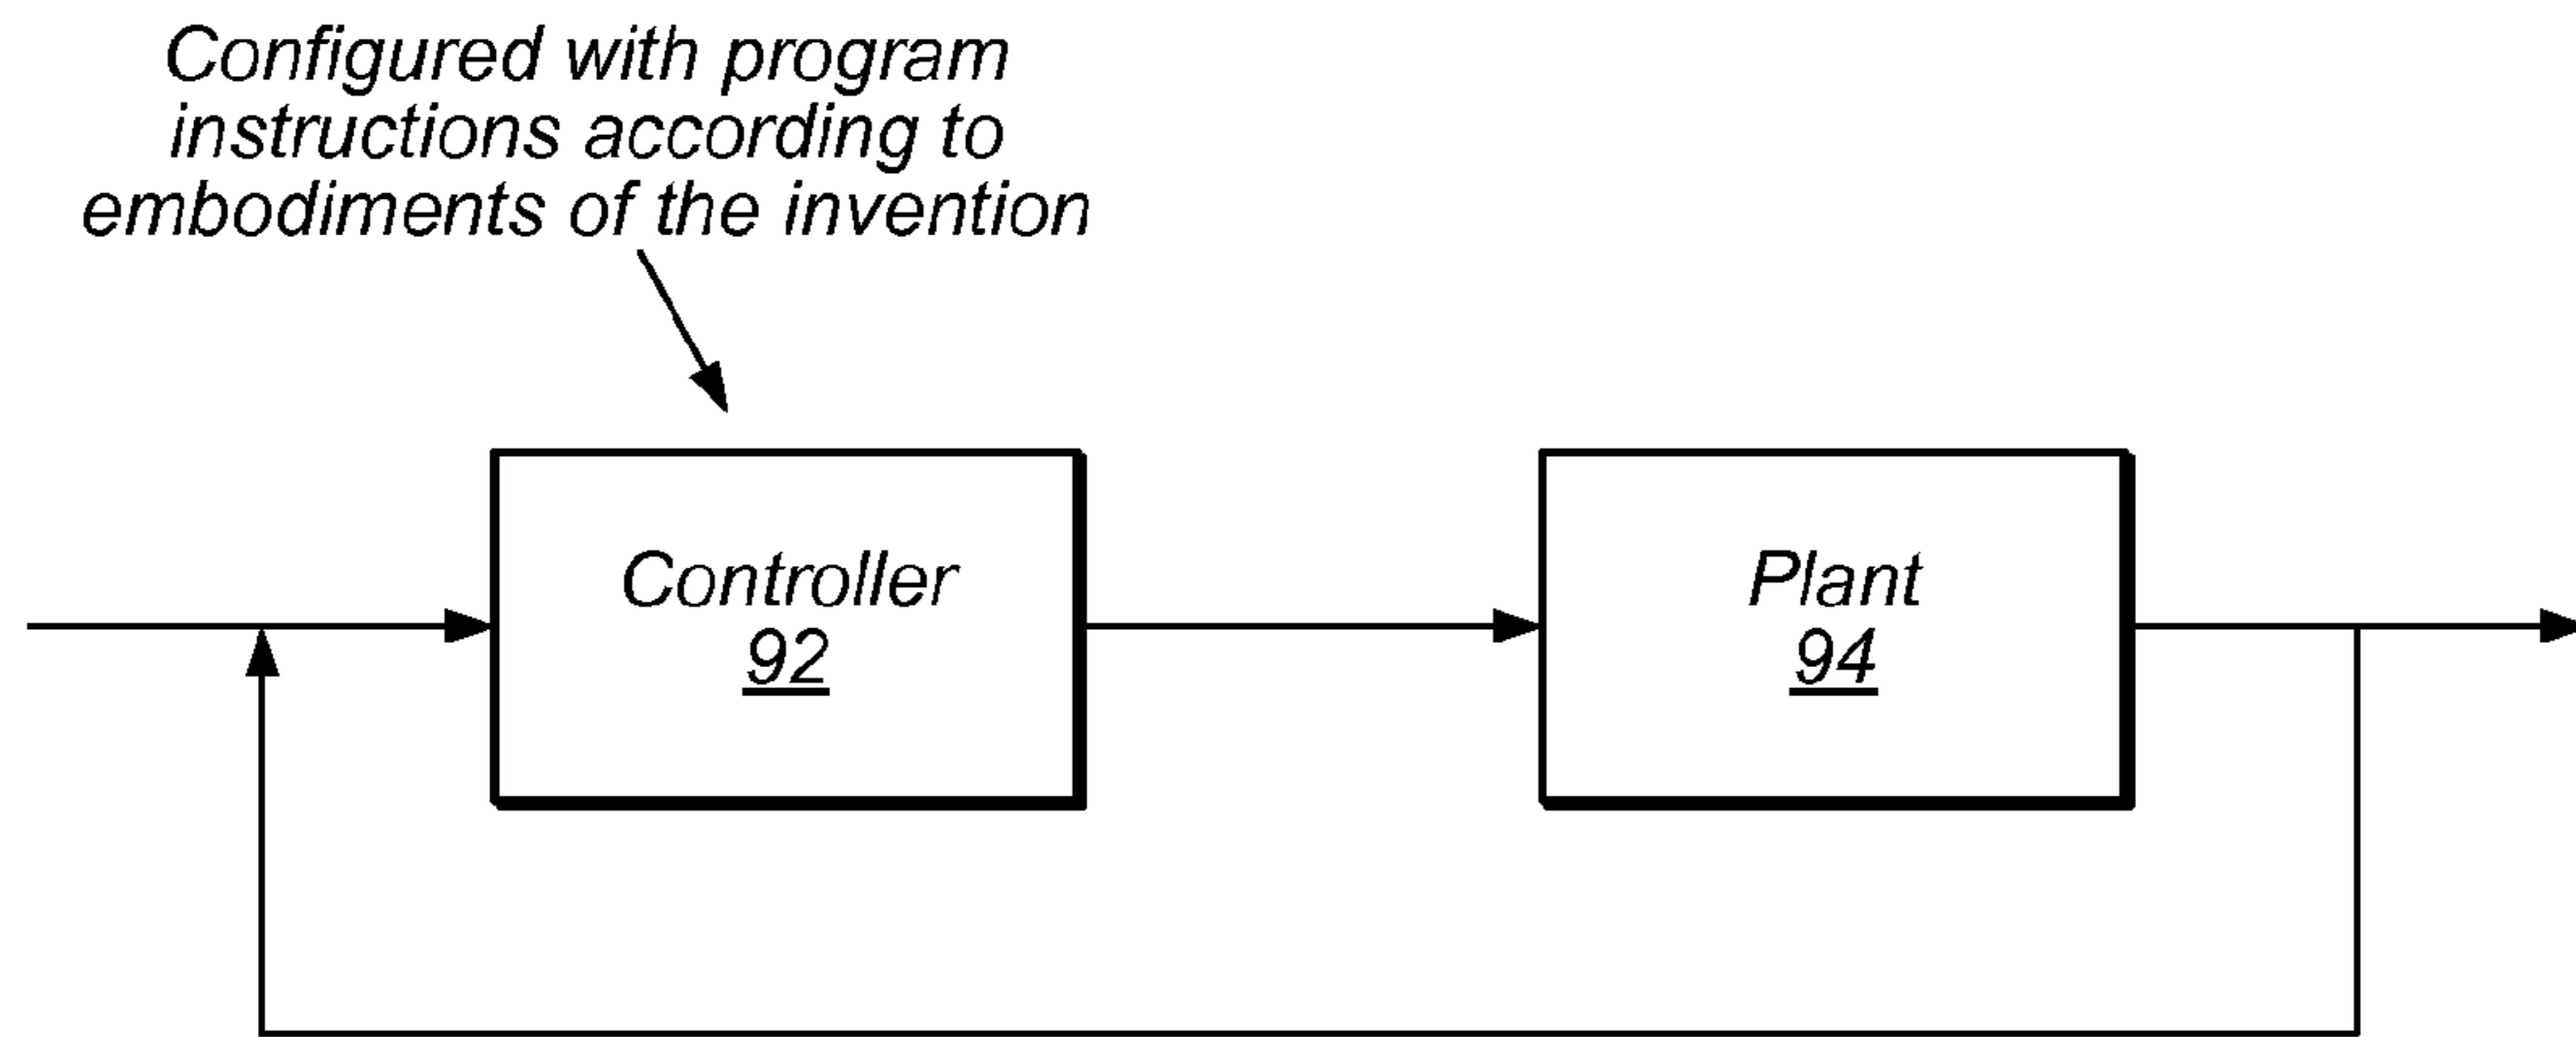 Configured with program
instructions according to
embodiments of the invention
Controller
92
Plant
94